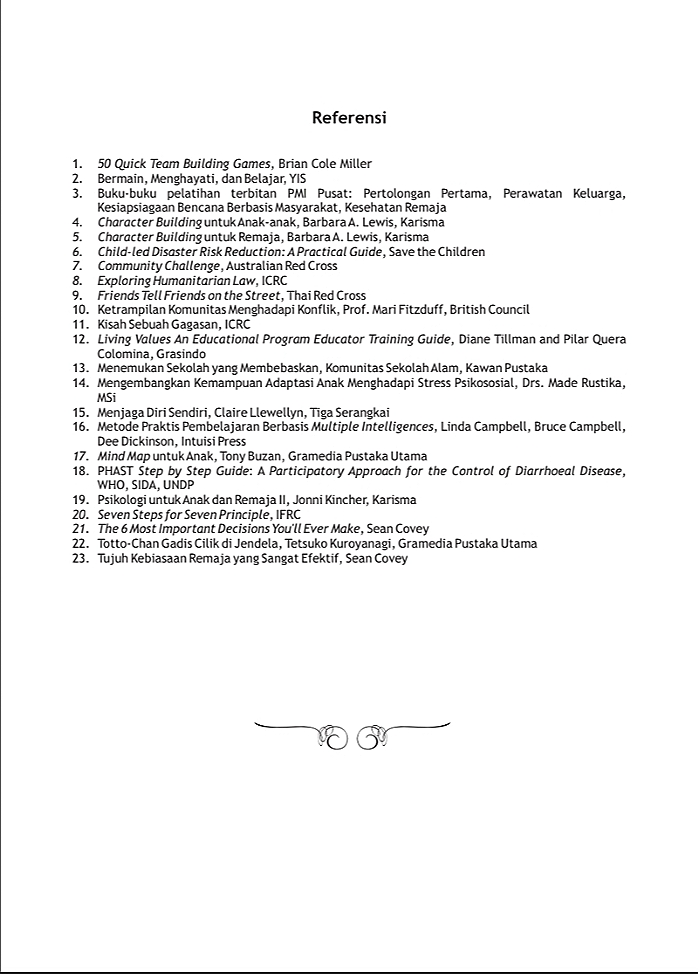 Referensi
1. 50 Quick Team Building Games, Brian Cole Miller
2. Bermain, Menghayati, dan Belajar, YIS
3. Buku-buku pelatihan terbitan PMI Pusat: Pertolongan Pertama, Perawatan Keluarga,
Kesiapsiagaan Bencana Berbasis Masyarakat, Kesehatan Remaja
4. Character Building untuk Anak-anak, Barbara A. Lewis, Karisma
5. Character Building untuk Remaja, Barbara A. Lewis, Karisma
6. Child-led Disaster Risk Reduction: A Practical Guide, Save the Children
7. Community Challenge, Australian Red Cross
8. Exploring Humanitarian Law, ICRC
9. Friends Tell Friends on the Street, Thai Red Cross
10. Ketrampilan Komunitas Menghadapi Konflik, Prof. Mari Fitzduff, British Council
11. Kisah Sebuah Gagasan, ICRC
12. Living Values An Educational Program Educator Training Guide, Diane Tillman and Pilar Quera
Colomina, Grasindo
13. Menemukan Sekolah yang Membebaskan, Komunitas Sekolah Alam, Kawan Pustaka
14. Mengembangkan Kemampuan Adaptasi Anak Menghadapi Stress Psikososial, Drs. Made Rustika,
MSi
15. Menjaga Diri Sendiri, Claire Llewellyn, Tiga Serangkai
16. Metode Praktis Pembelajaran Berbasis Multiple Intelligences, Linda Campbell, Bruce Campbell,
Dee Dickinson, Intuisi Press
17. Mind Map untuk Anak, Tony Buzan, Gramedia Pustaka Utama
18. PHAST Step by Step Guide: A Participatory Approach for the Control of Diarrhoeal Disease,
WHO, SIDA, UNDP
19. Psikologi untuk Anak dan Remaja II, Jonni Kincher, Karisma
20. Seven Steps for Seven Principle, IFRC
21. The 6 Most Important Decisions You'll Ever Make, Sean Covey
22. Totto-Chan Gadis Cilik di Jendela, Tetsuko Kuroyanagi, Gramedia Pustaka Utama
23. Tujuh Kebiasaan Remaja yang Sangat Efektif, Sean Covey